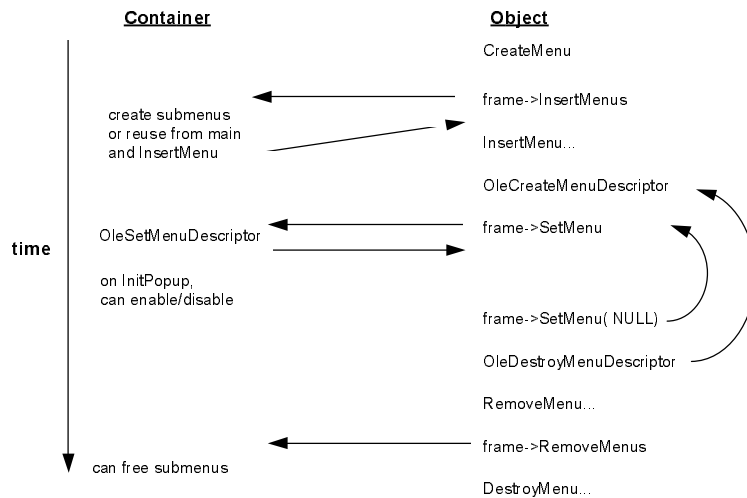 Container
Object
CreateMenu
frame->InsertMenus
create submenus
or reuse from main
and InsertMenu
InsertMenu...
OleCreateMenuDescriptor
frame->SetMenu
OleSetMenuDescriptor
time
on InitPopup,
can enable/disable
frame->SetMenu( NULL)
OleDestroyMenuDescriptor
RemoveMenu...
frame->RemoveMenus
can free submenus
DestroyMenu...